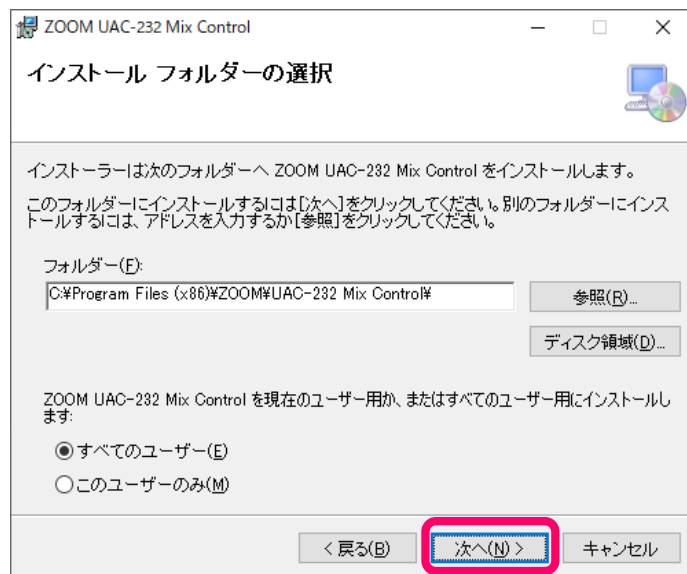 ZOOM UAC-232 Mix Control
インストール フォルダーの選択
インストーラーは次のフォルダーへ ZOOM UAC-232 Mix Control をインストールします。
このフォルダーにインストールするには[次へ]をクリックしてください。別のフォルダーにインス
トールするには、アドレスを入力するか[参照]をクリックしてください。
フォルダー(F):
C:¥Program Files (x86)¥ZOOM¥UAC-232 Mix Control¥
参照(R)...
ディスク領域(D)...
ZOOM UAC-232 Mix Control を現在のユーザー用か、またはすべてのユーザー用にインストールし
ます:
すべてのユーザー(E)
このユーザーのみ(M)
< 戻る(B) 次へ(N) > キャンセル